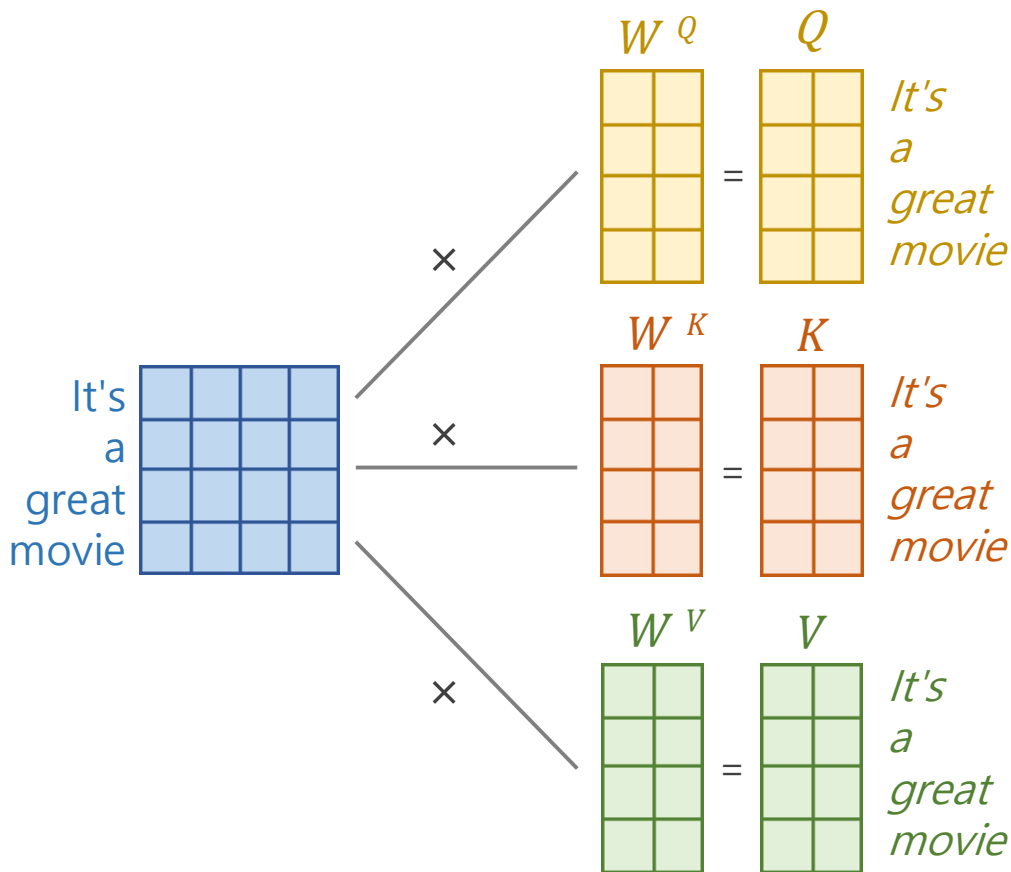 W Q Q
It's
a
great
movie
=
×
W K K
It's
a
great
movie
×
=
It's
a
great
movie
W V V
It's
a
great
movie
×
=